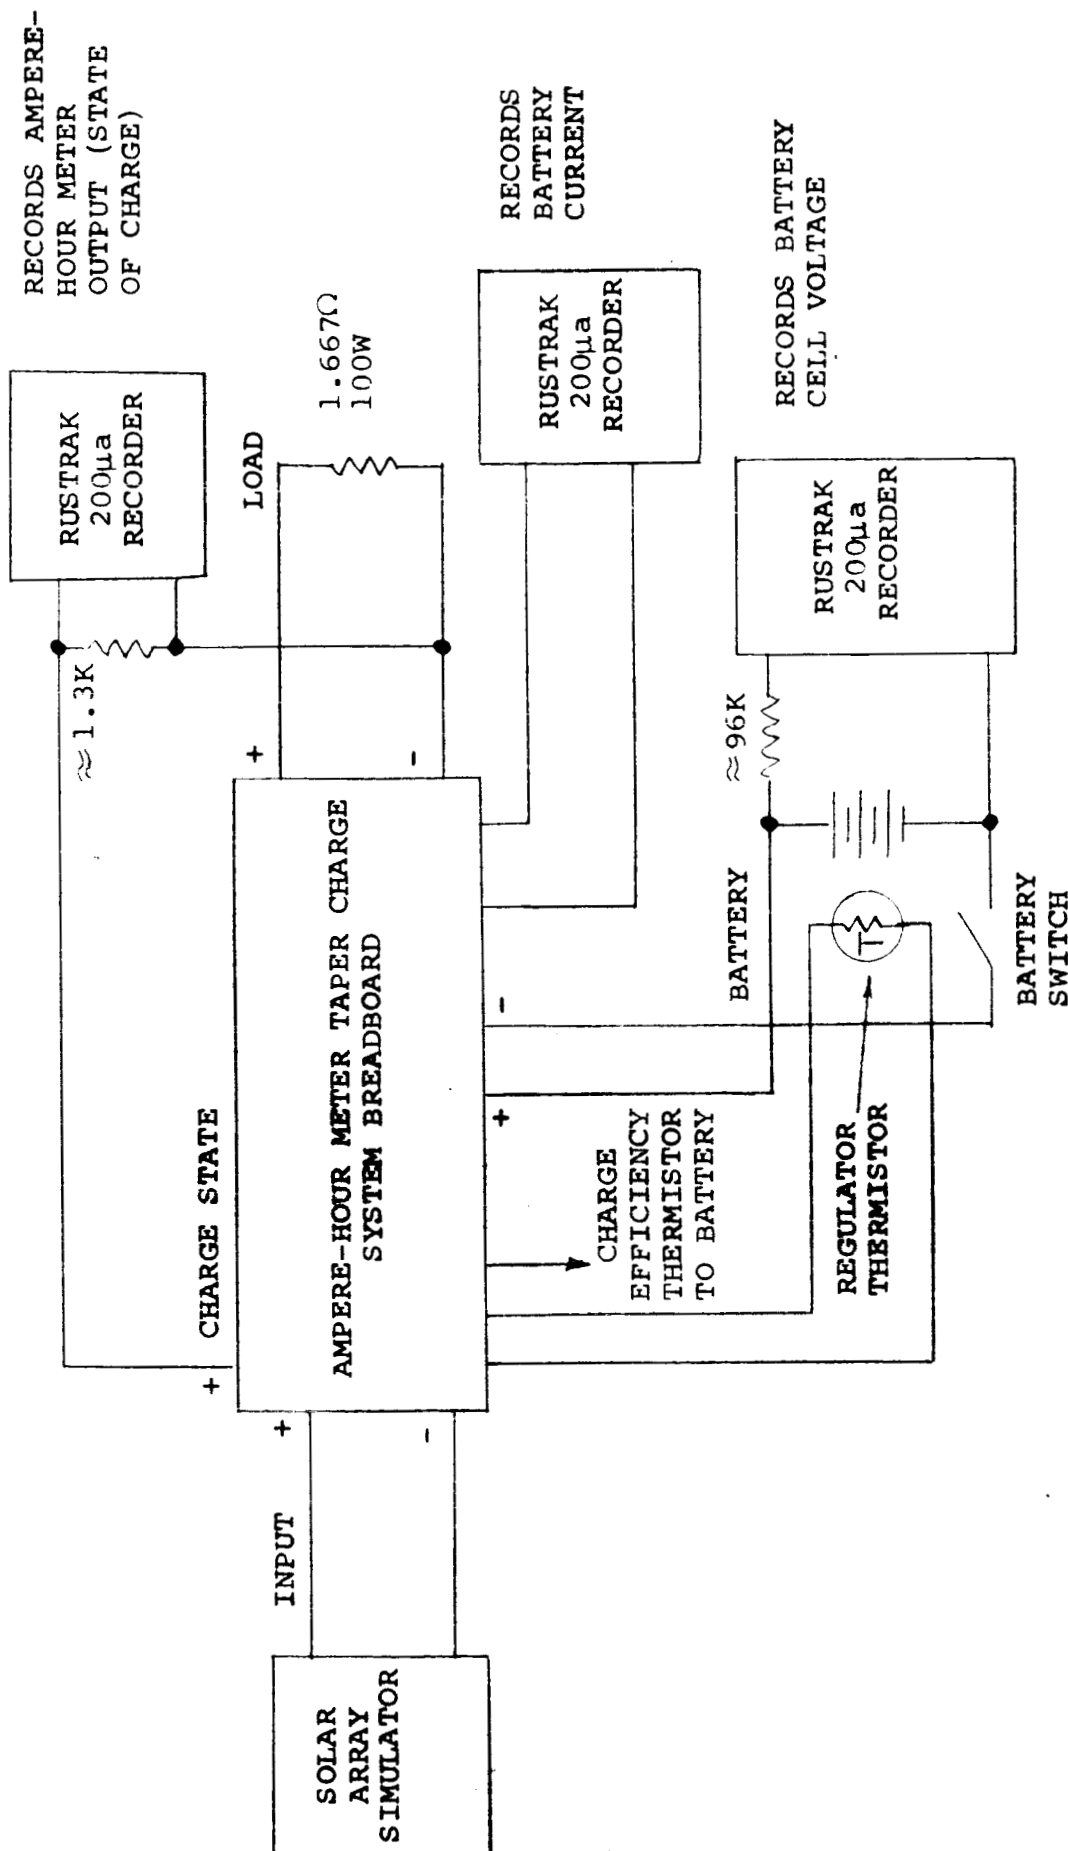 RECORDS AMPERE-
HOUR METER
OUTPUT (STATE
OF CHARGE)
RUSTRAK
200µa
RECORDER
≈1.3K
LOAD
1.667Ω
100W
CHARGE STATE
+
INPUT
+
-
+
-
SOLAR
ARRAY
SIMULATOR
AMPERE-HOUR METER TAPER CHARGE
SYSTEM BREADBOARD
RECORDS
BATTERY
CURRENT
RUSTRAK
200µa
RECORDER
+
-
CHARGE
EFFICIENCY
THERMISTOR
TO BATTERY
BATTERY
≈96K
RECORDS BATTERY
CELL VOLTAGE
RUSTRAK
200µa
RECORDER
T
REGULATOR
THERMISTOR
BATTERY
SWITCH